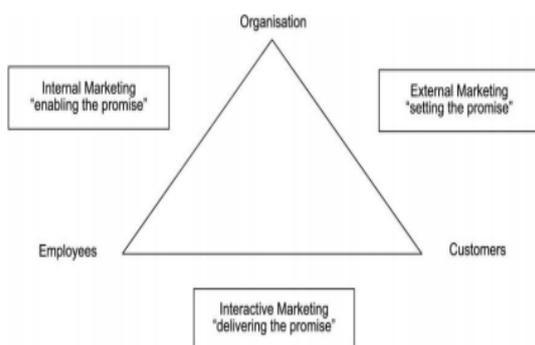 Organisation
Internal Marketing
"enabling the promise"
External Marketing
"setting the promise"
Employees
Customers
Interactive Marketing
"delivering the promise"